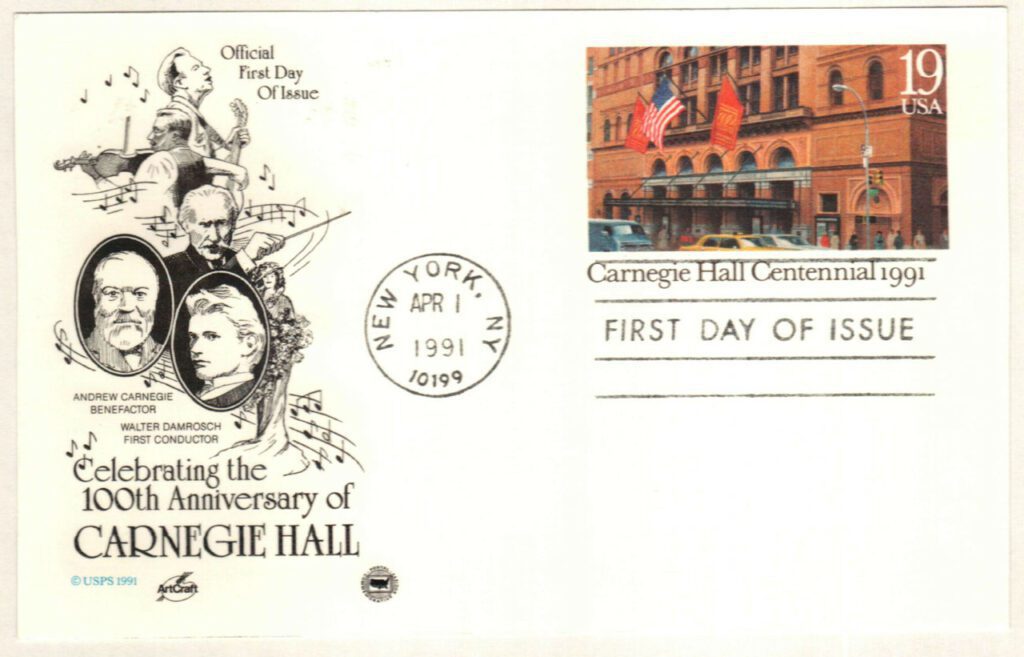 Official
First Day
Of Issue
19
USA
Carnegie Hall Centennial 1991
NEW YORK, NY
APR 1
1991
10199
FIRST DAY OF ISSUE
ANDREW CARNEGIE
BENEFACTOR
WALTER DAMROSCH
FIRST CONDUCTOR
Celebrating the
100th Anniversary of
CARNEGIE HALL
© USPS 1991
ArtCraft